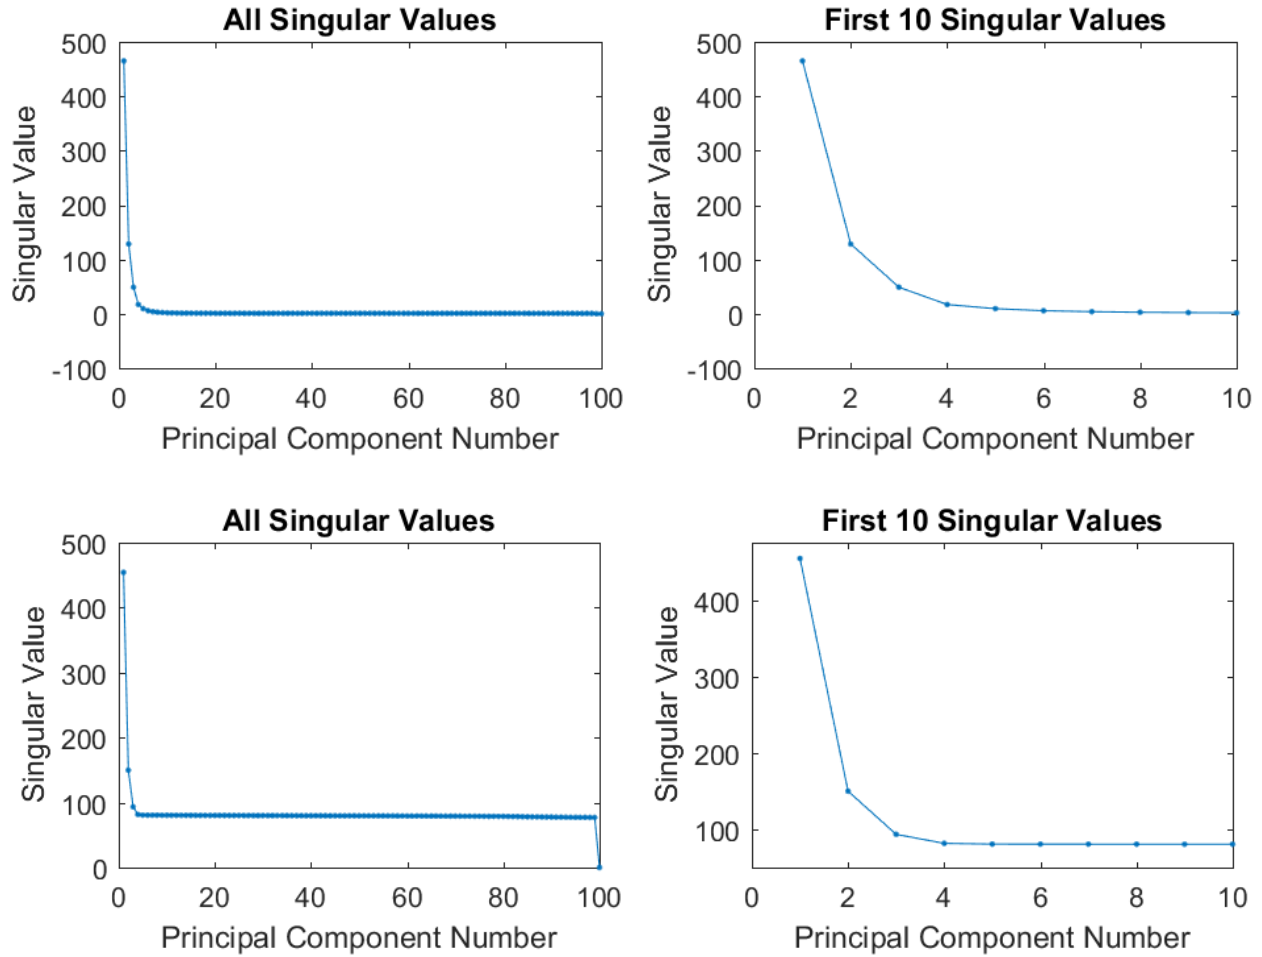 All Singular Values
500
400
300
200
100
0
-100
Singular Value
0 20 40 60 80 100
Principal Component Number
First 10 Singular Values
500
400
300
200
100
0
-100
Singular Value
0 2 4 6 8 10
Principal Component Number
All Singular Values
500
400
300
200
100
0
Singular Value
0 20 40 60 80 100
Principal Component Number
First 10 Singular Values
400
300
200
100
Singular Value
0 2 4 6 8 10
Principal Component Number